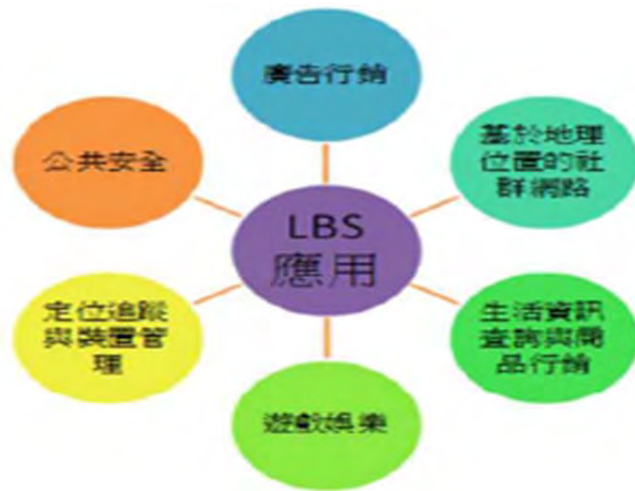 廣告行銷
公共安全
基於地理
位置的社
群網路
LBS
應用
定位追蹤
與裝置管
理
生活資訊
查詢與商
品行銷
遊戲娛樂